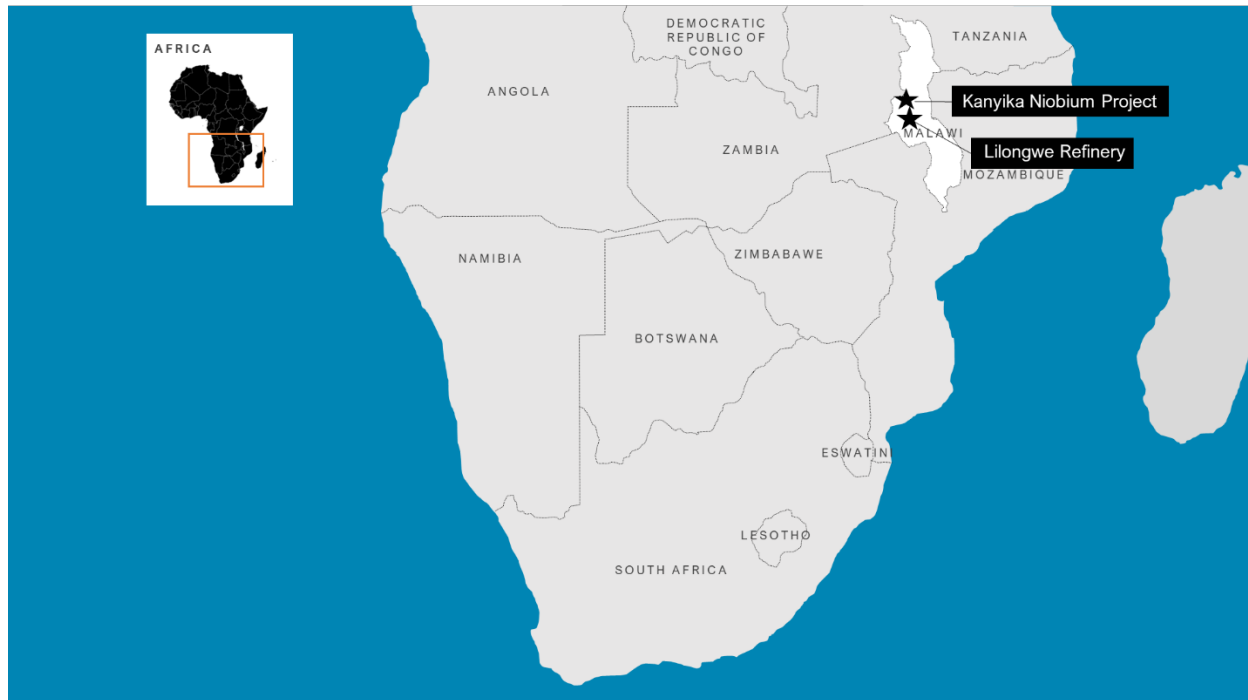 AFRICA
DEMOCRATIC
REPUBLIC OF
CONGO
TANZANIA
ANGOLA
Kanyika Niobium Project
MALAWI
ZAMBIA
Lilongwe Refinery
MOZAMBIQUE
NAMIBIA
ZIMBABWE
BOTSWANA
ESWATINI
LESOTHO
SOUTH AFRICA